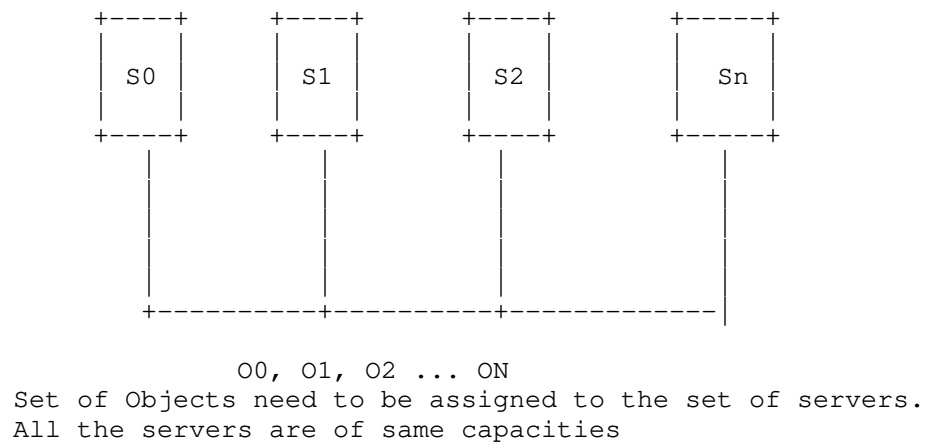 S0 S1 S2 Sn
O0, O1, O2 ... ON
Set of Objects need to be assigned to the set of servers.
All the servers are of same capacities